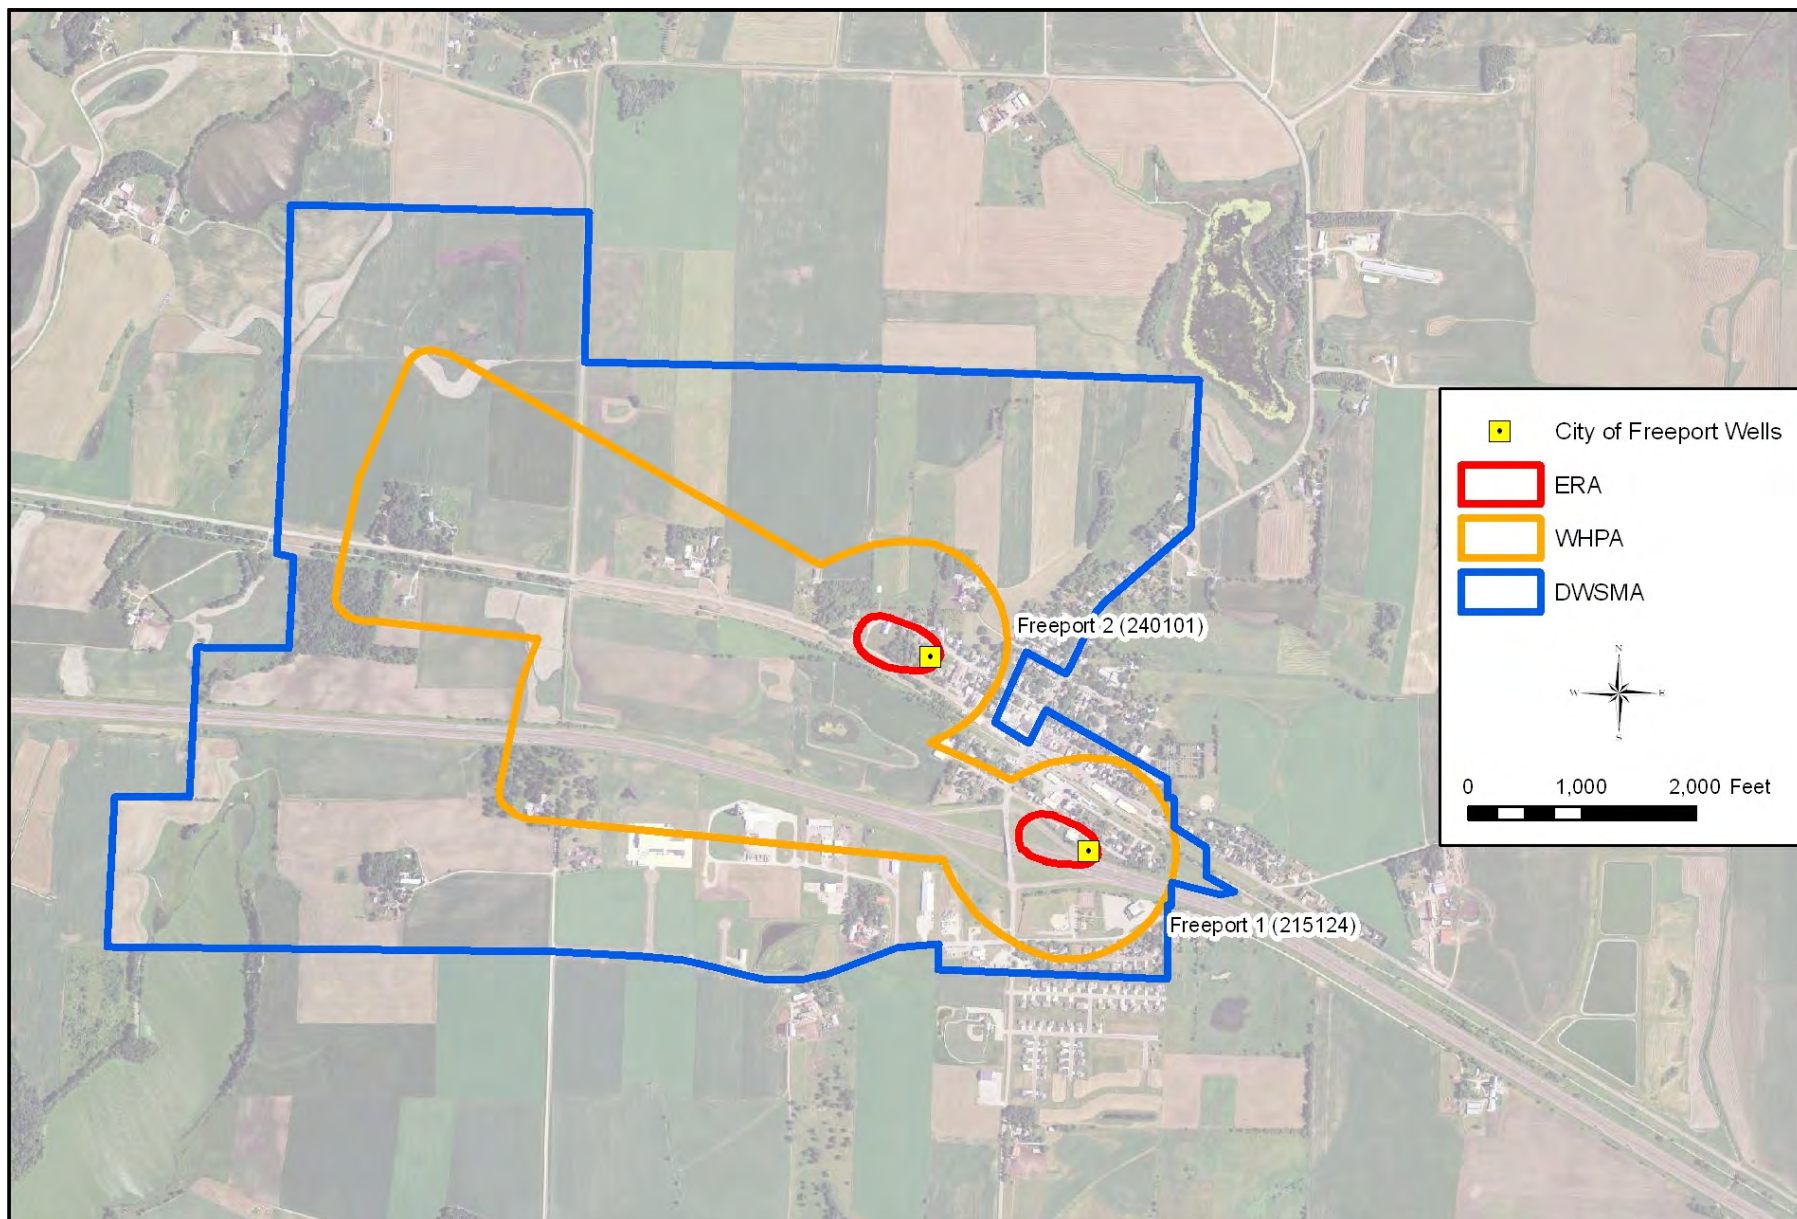 City of Freeport Wells
ERA
WHPA
DWSMA
Freeport 2 (240101)
N
W E
S
0 1,000 2,000 Feet
Freeport 1 (215124)